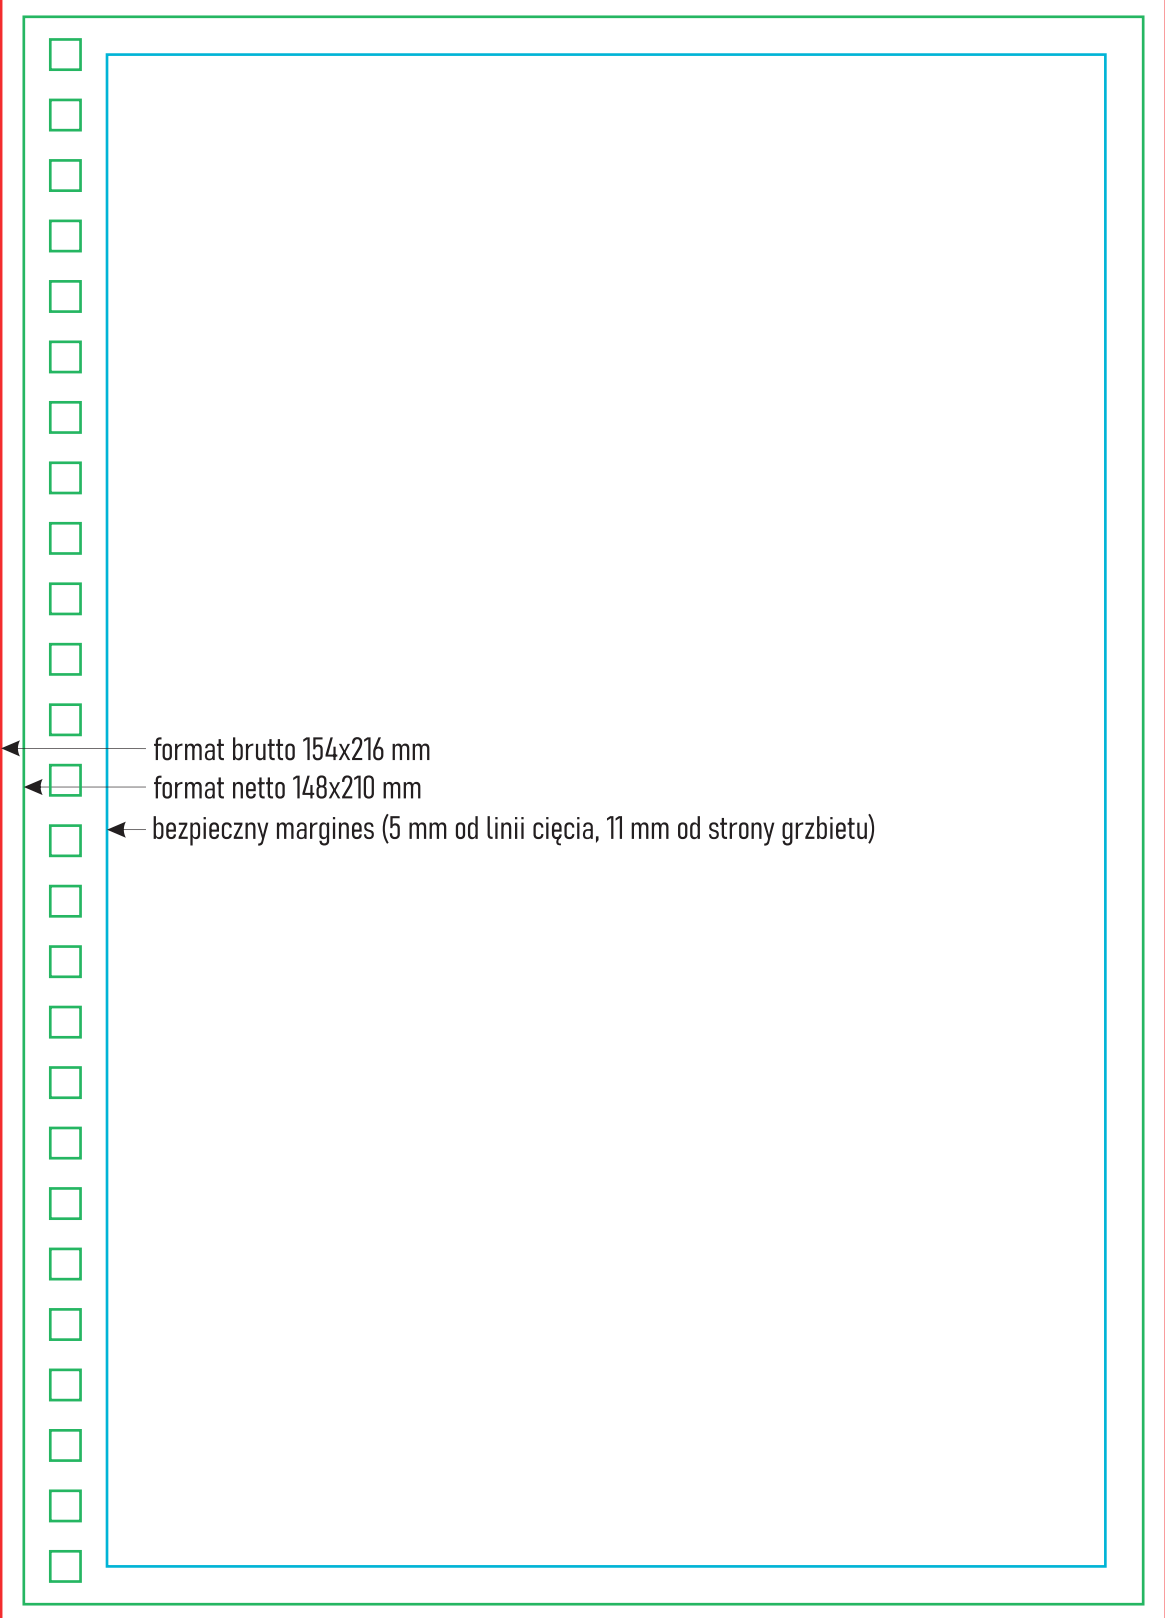 format brutto 154x216 mm
format netto 148x210 mm
bezpieczny margines (5 mm od linii cięcia, 11 mm od strony grzbietu)